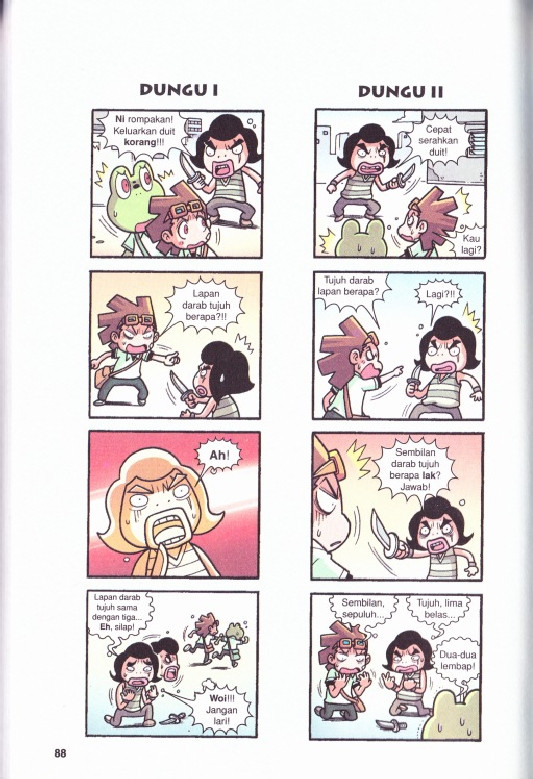 DUNGU I
Ni rompakan!
Keluarkan duit
korang!!!
Lapan
darab tujuh
berapa?!!
Ah!
Lapan darab
tujuh sama
dengan tiga...
Eh, silap!
Woi!!!
Jangan
lari!
DUNGU II
Cepat
serahkan
duit!
Kau
lagi?
Tujuh darab
lapan berapa?
Lagi?!!
Sembilan
darab tujuh
berapa lak?
Jawab!
Sembilan,
sepuluh...
Tujuh, lima
belas...
Dua-dua
lembap!
88